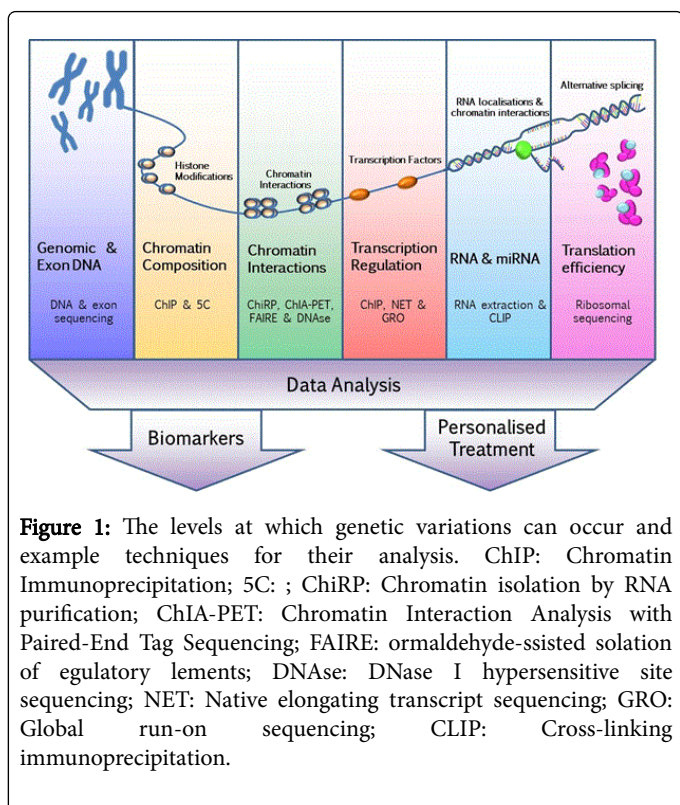 RNA localisations &
chromatin interactions
Alternative splicing
Histone
Modifications
Chromatin
Interactions
Transcription Factors
Genomic &
Exon DNA
Chromatin
Composition
Chromatin
Interactions
Transcription
Regulation
RNA & miRNA
Translation
efficiency
DNA & exon
sequencing
ChIP & 5C
ChiRP, ChIA-PET,
FAIRE & DNAse
ChIP, NET &
GRO
RNA extraction &
CLIP
Ribosomal
sequencing
Data Analysis
Biomarkers
Personalised
Treatment
Figure 1: The levels at which genetic variations can occur and
example techniques for their analysis. ChIP: Chromatin
Immunoprecipitation; 5C: ; ChiRP: Chromatin isolation by RNA
purification; ChIA-PET: Chromatin Interaction Analysis with
Paired-End Tag Sequencing; FAIRE: ormaldehyde-ssisted solation
of egulatory lements; DNAse: DNase I hypersensitive site
sequencing; NET: Native elongating transcript sequencing; GRO:
Global run-on sequencing; CLIP: Cross-linking
immunoprecipitation.